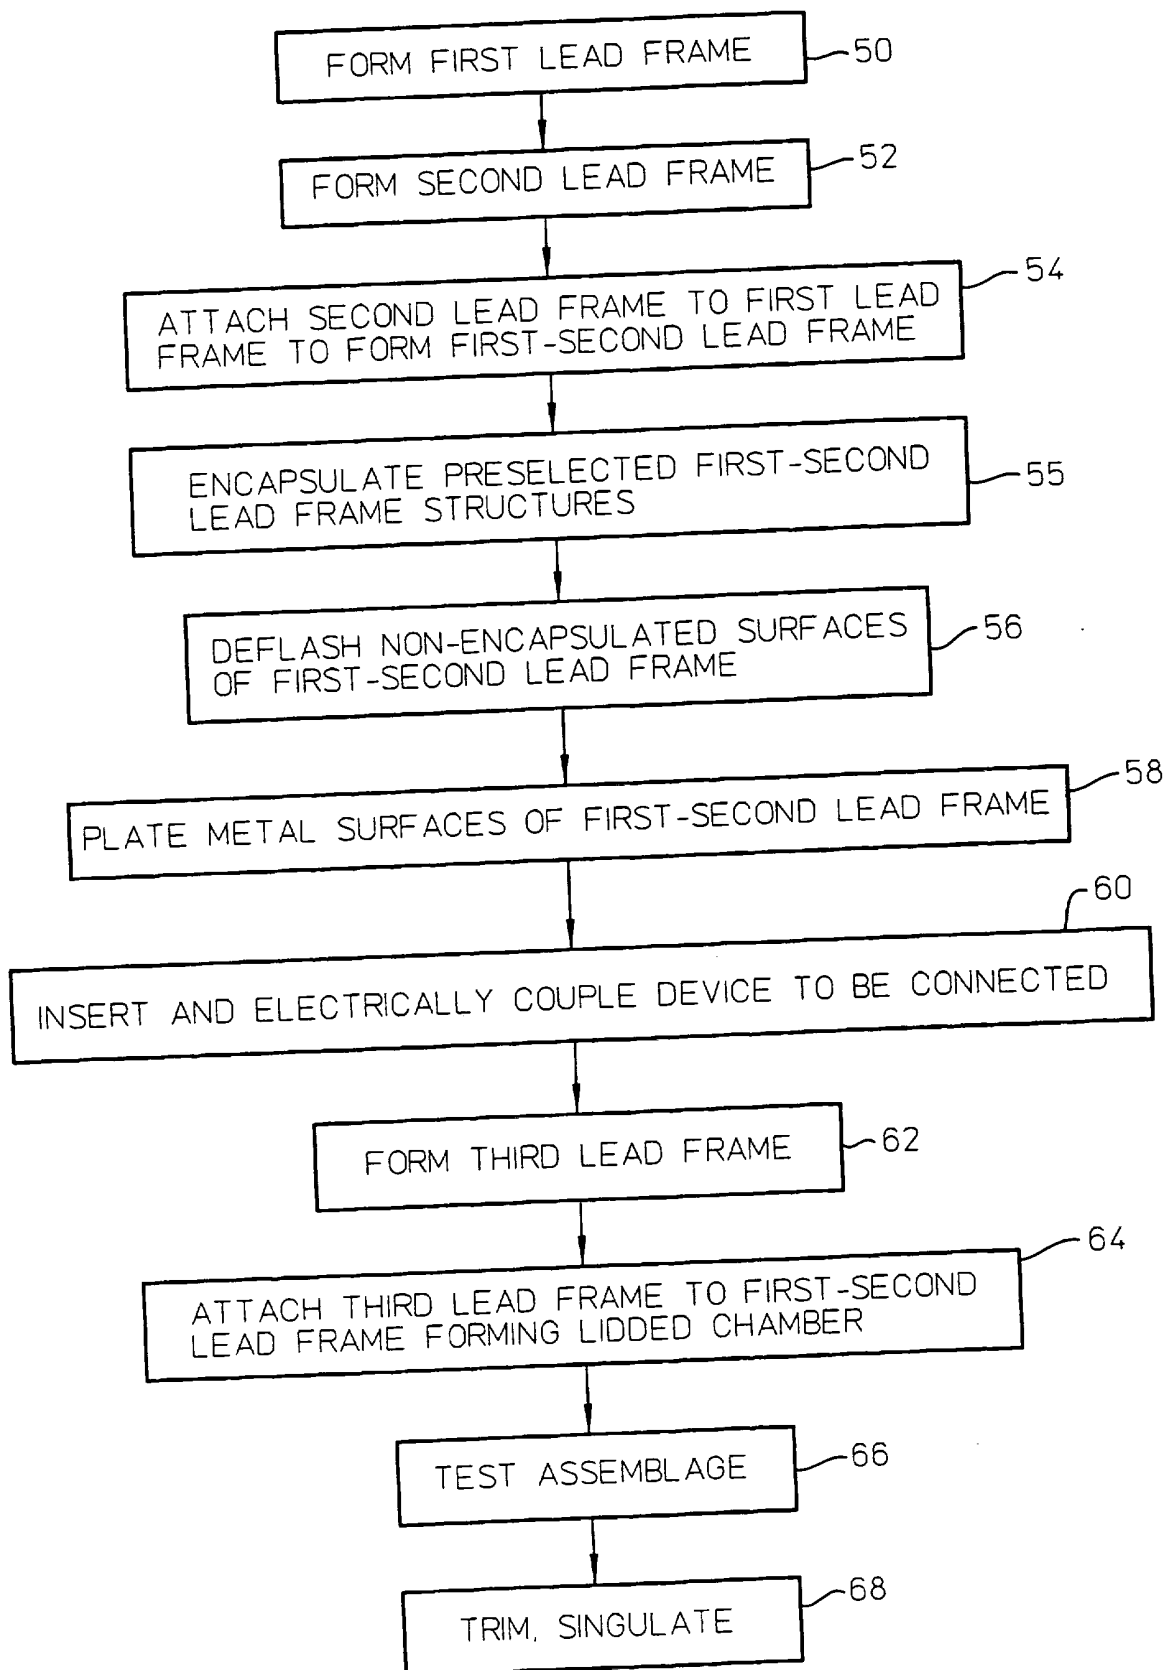 FORM FIRST LEAD FRAME
50
FORM SECOND LEAD FRAME
52
54
ATTACH SECOND LEAD FRAME TO FIRST LEAD
FRAME TO FORM FIRST-SECOND LEAD FRAME
ENCAPSULATE PRESELECTED FIRST-SECOND
LEAD FRAME STRUCTURES
55
DEFLASH NON-ENCAPSULATED SURFACES
OF FIRST-SECOND LEAD FRAME
56
58
PLATE METAL SURFACES OF FIRST-SECOND LEAD FRAME
60
INSERT AND ELECTRICALLY COUPLE DEVICE TO BE CONNECTED
FORM THIRD LEAD FRAME
62
64
ATTACH THIRD LEAD FRAME TO FIRST-SECOND
LEAD FRAME FORMING LIDDED CHAMBER
TEST ASSEMBLAGE
66
TRIM, SINGULATE
68